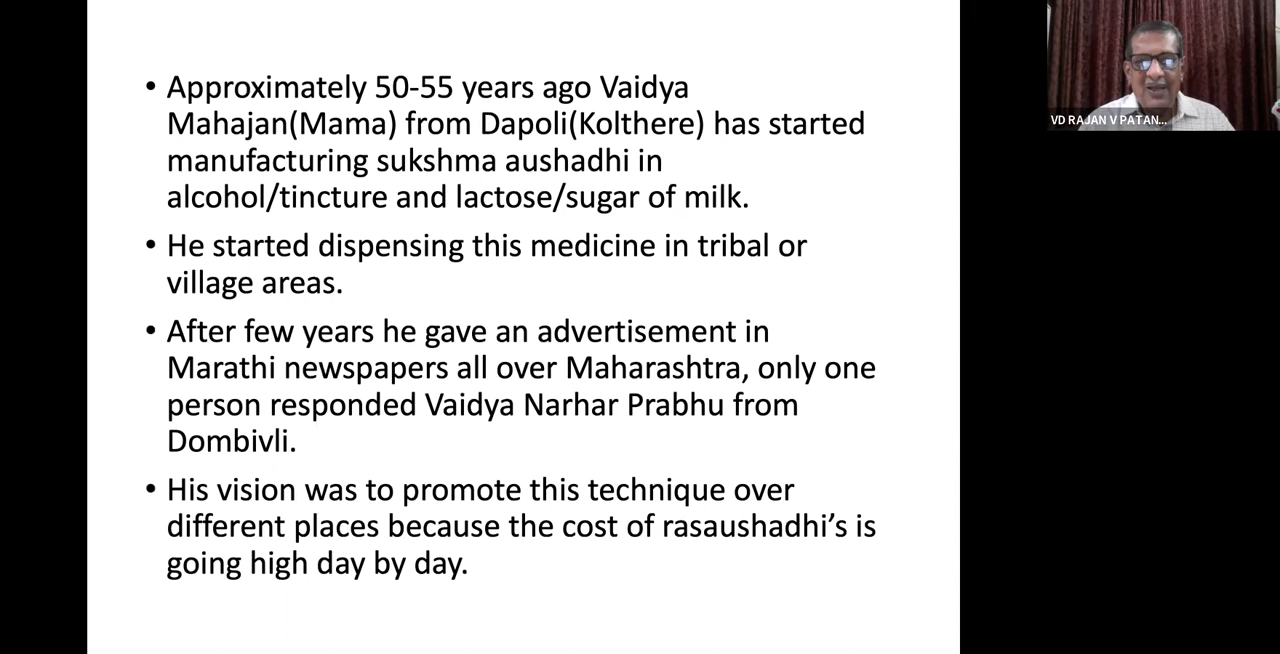 • Approximately 50-55 years ago Vaidya
Mahajan(Mama) from Dapoli(Kolthere) has started
manufacturing sukshma aushadhi in
alcohol/tincture and lactose/sugar of milk.
• He started dispensing this medicine in tribal or
village areas.
• After few years he gave an advertisement in
Marathi newspapers all over Maharashtra, only one
person responded Vaidya Narhar Prabhu from
Dombivli.
• His vision was to promote this technique over
different places because the cost of rasaushadhi’s is
going high day by day.
VD RAJAN V PATAN...